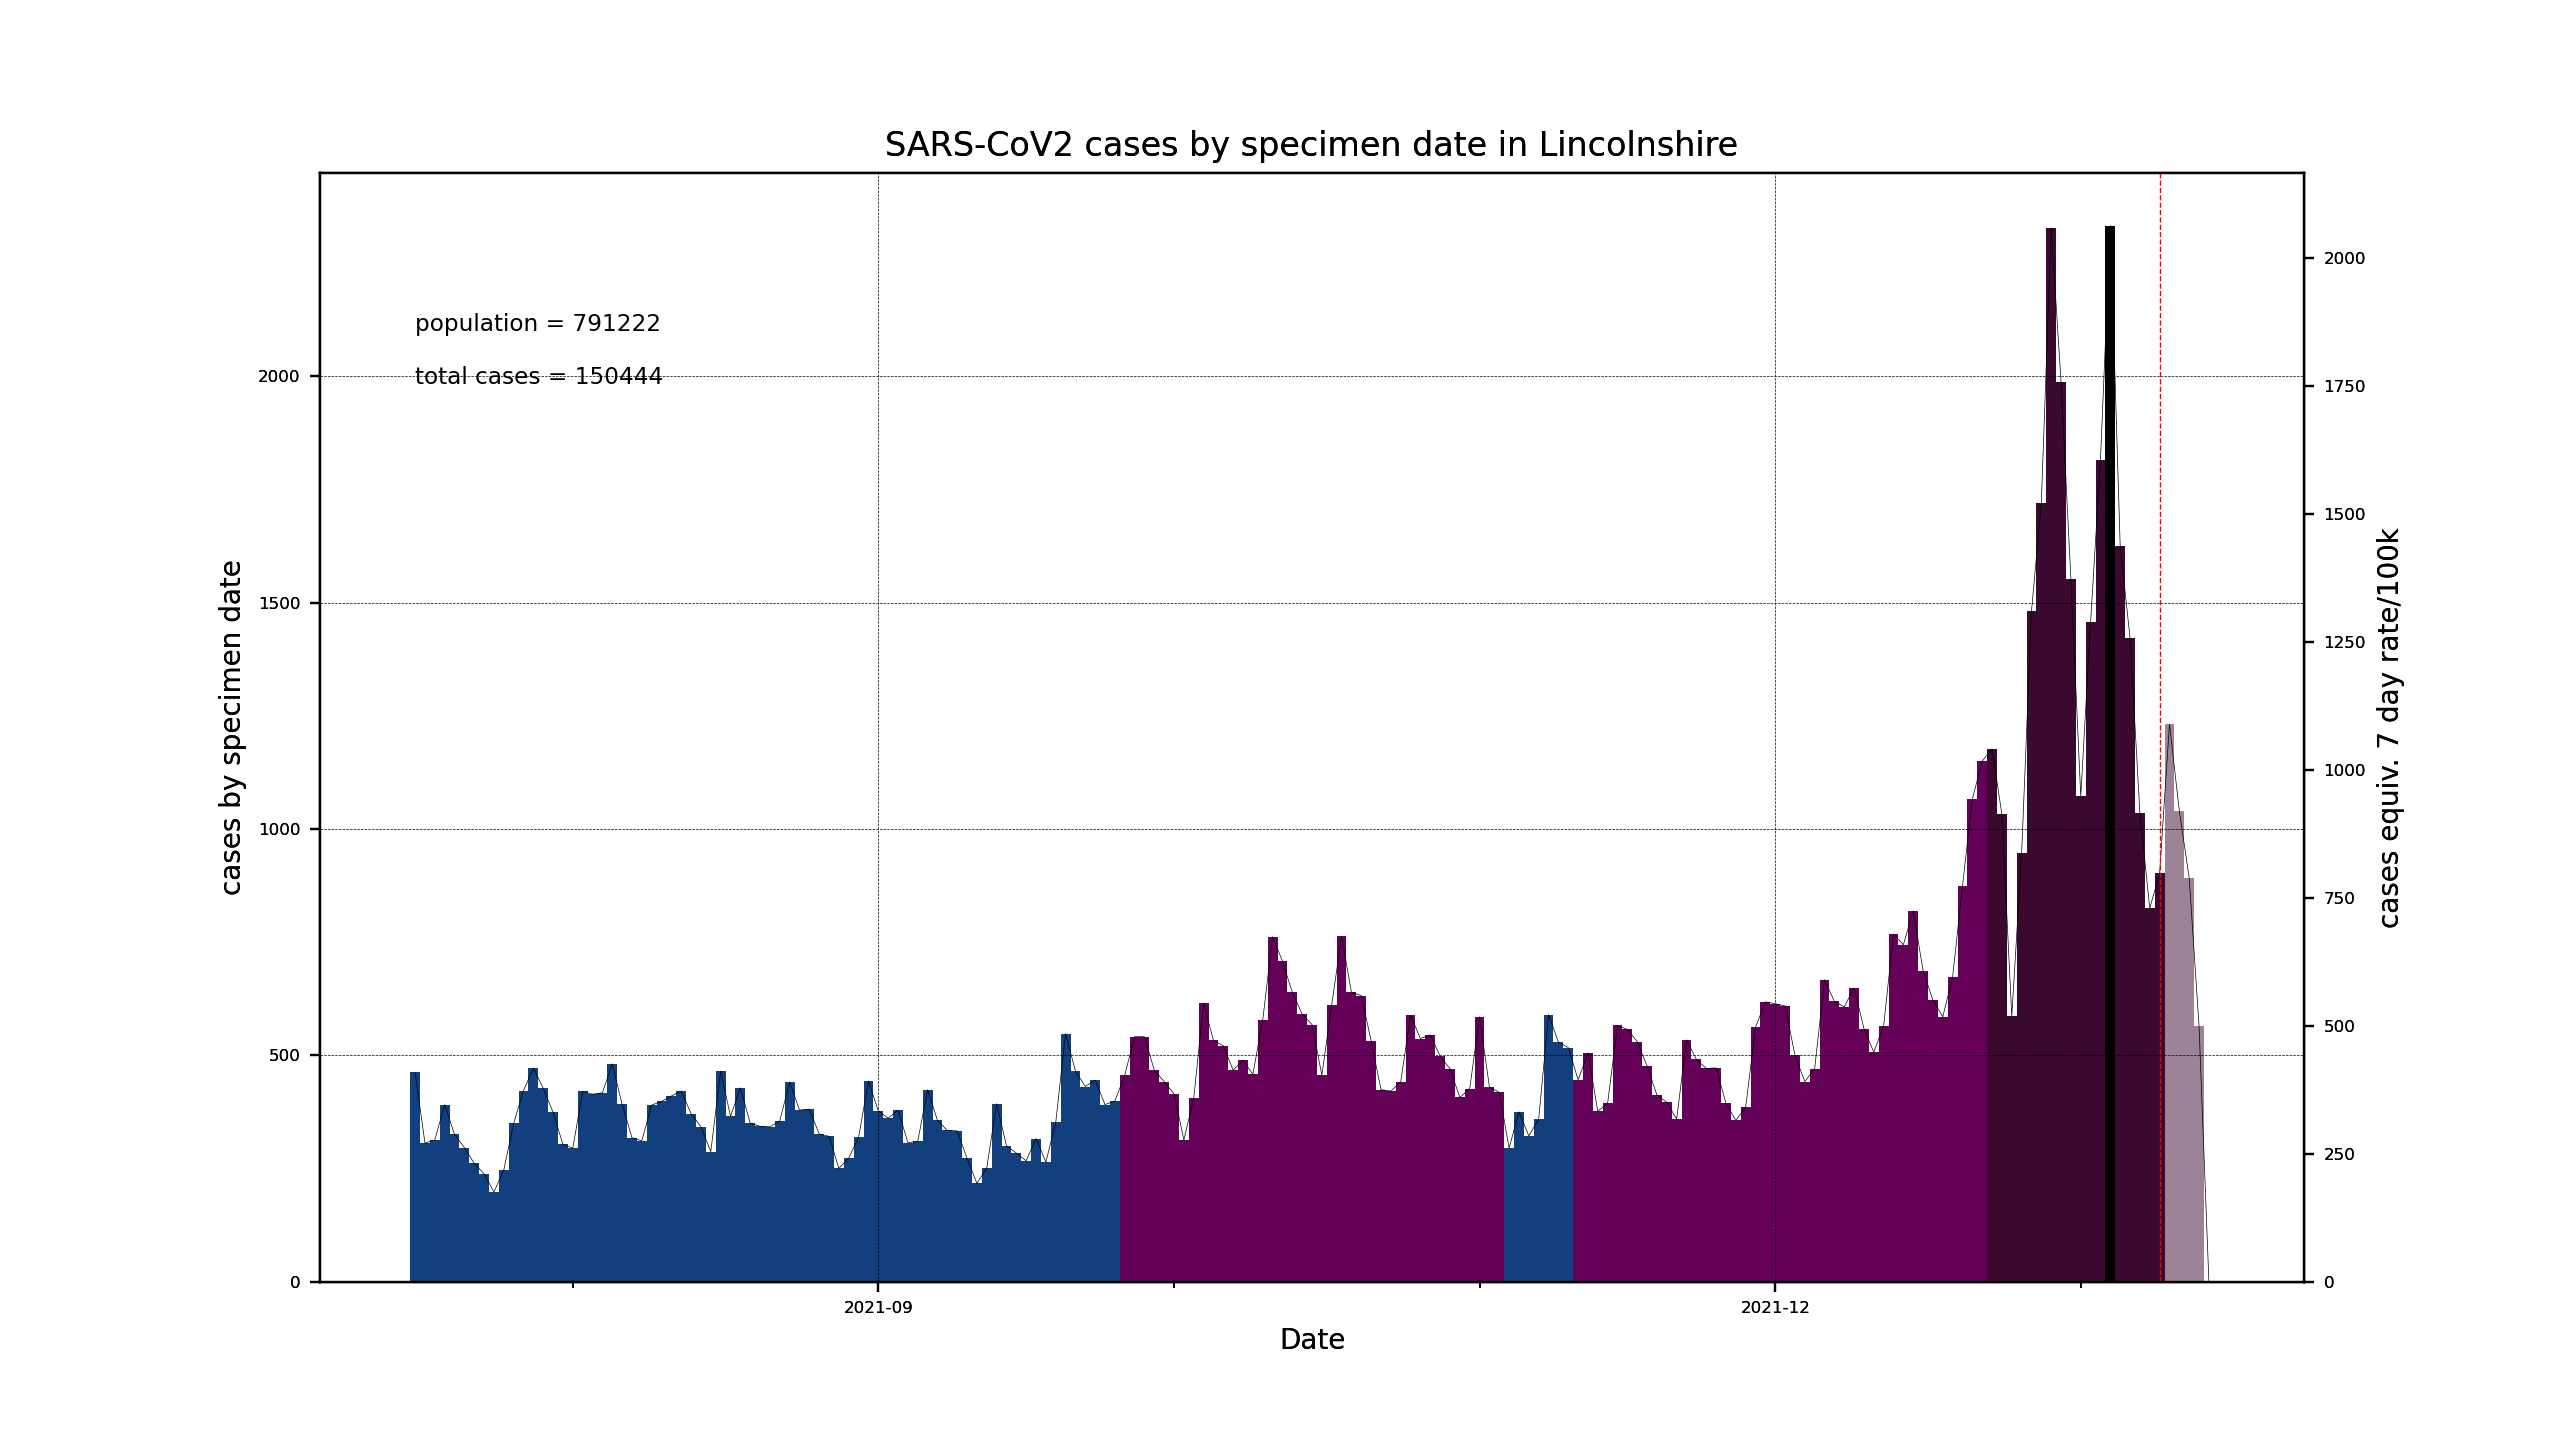 SARS-CoV2 cases by specimen date in Lincolnshire
population = 791222
total cases = 150444
cases by specimen date
2000
1500
1000
500
0
2000
1750
1500
1250
1000
750
500
250
0
cases equiv. 7 day rate/100k
2021-09
2021-12
Date